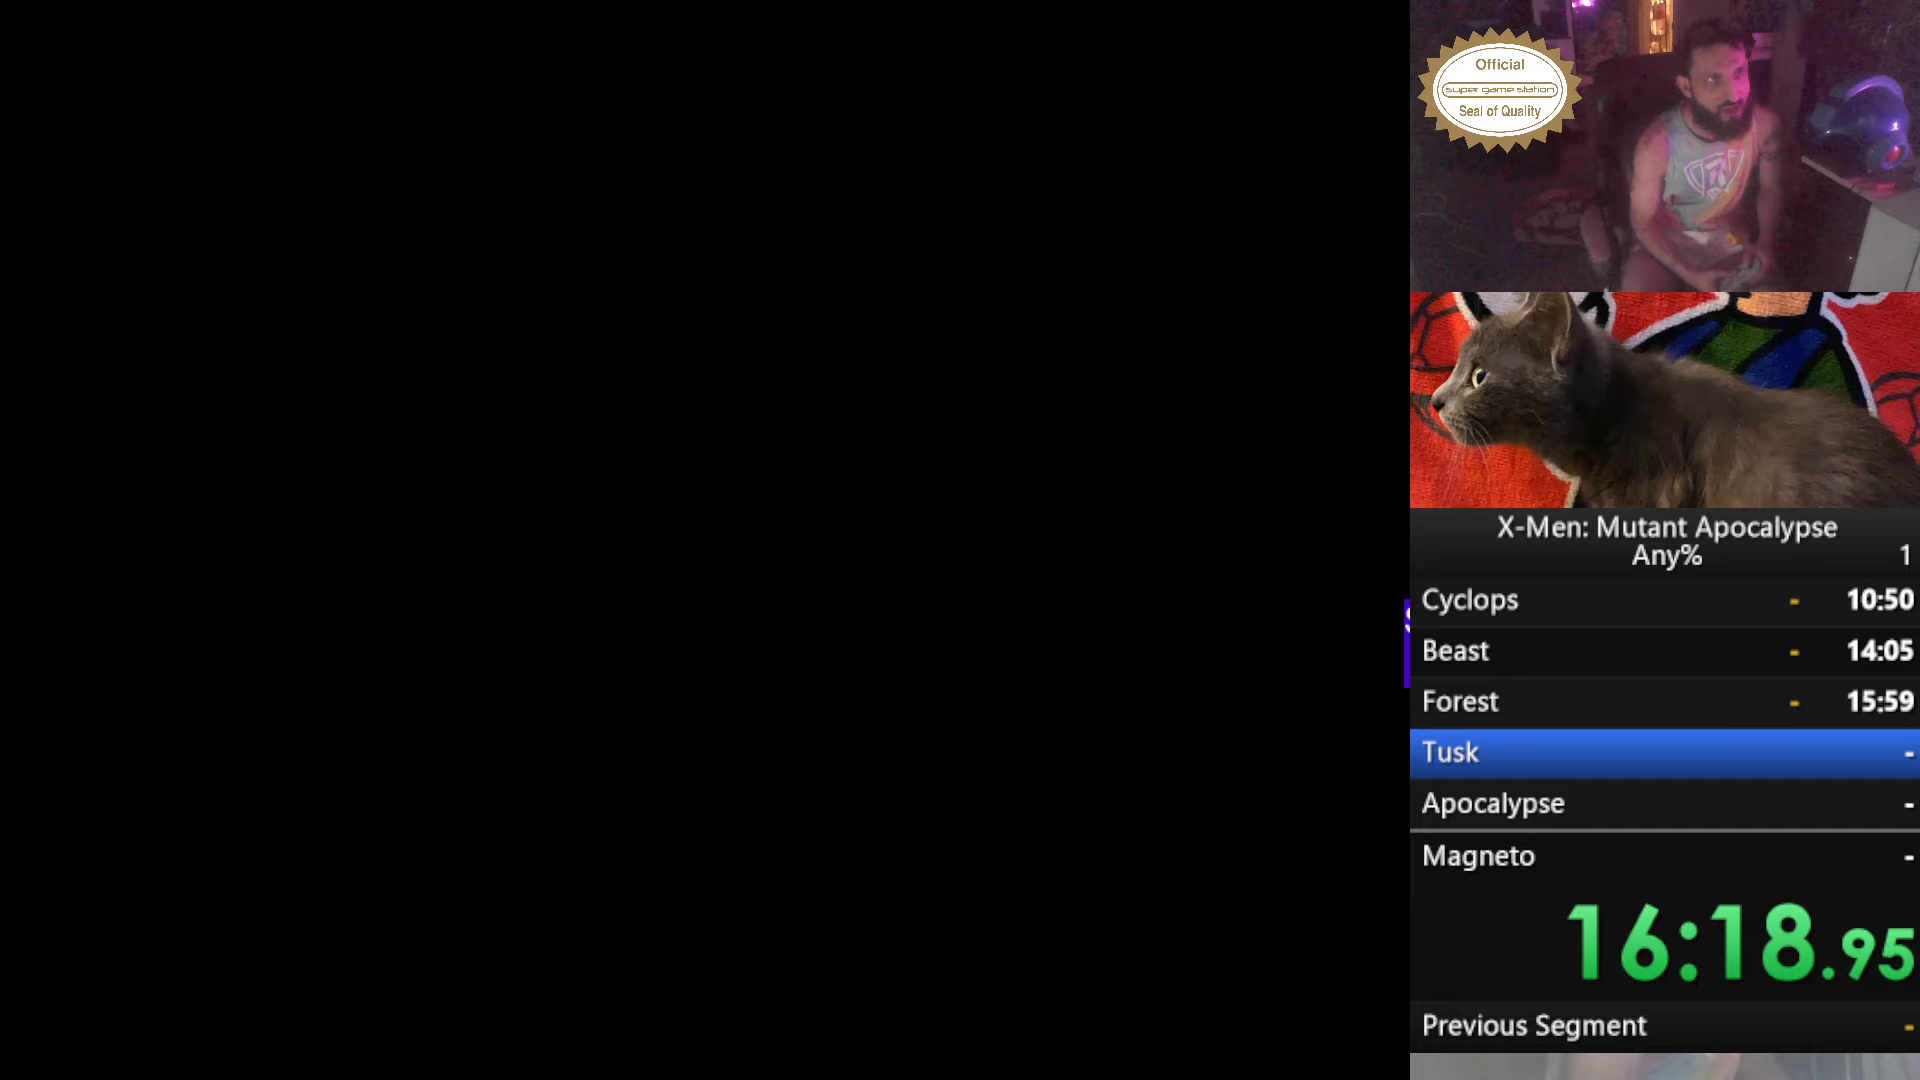 Official
super game station
Seal of Quality
X-Men: Mutant Apocalypse
Any% 1
Cyclops - 10:50
Beast - 14:05
Forest - 15:59
Tusk -
Apocalypse -
Magneto -
16:18.95
Previous Segment -